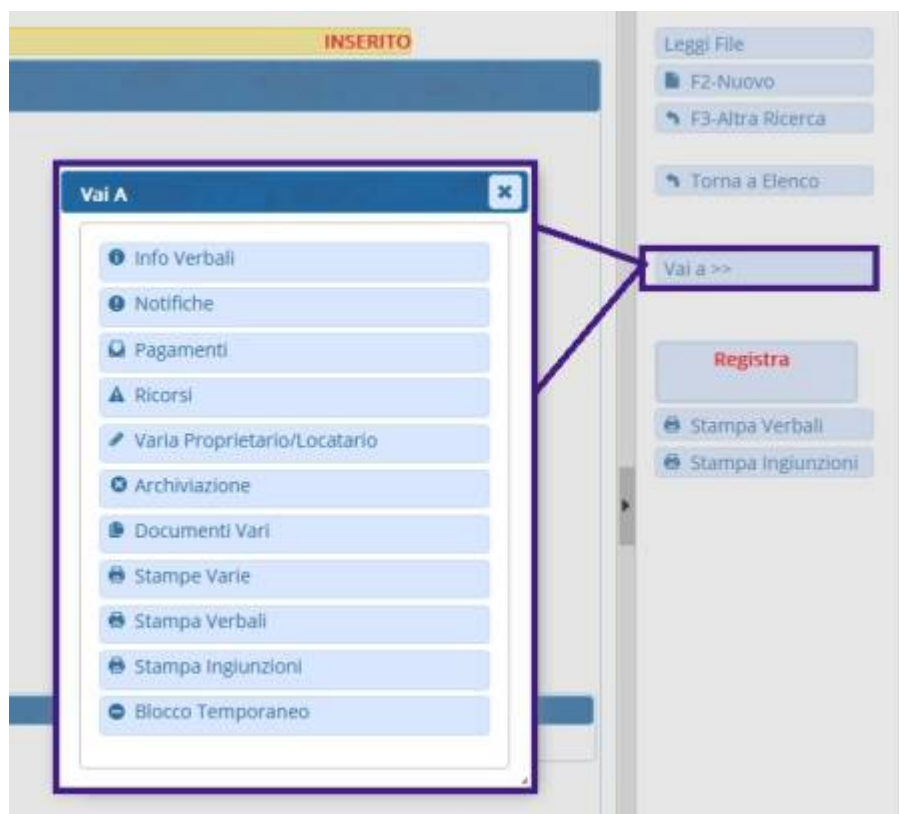 INSERITO
Vai A
Info Verbali
Notifiche
Pagamenti
Ricorsi
Varia Proprietario/Locatario
Archiviazione
Documenti Vari
Stampe Varie
Stampa Verbali
Stampa Ingiunzioni
Blocco Temporaneo
Leggi File
F2-Nuovo
F3-Altra Ricerca
Torna a Elenco
Vai a >>
Registra
Stampa Verbali
Stampa Ingiunzioni